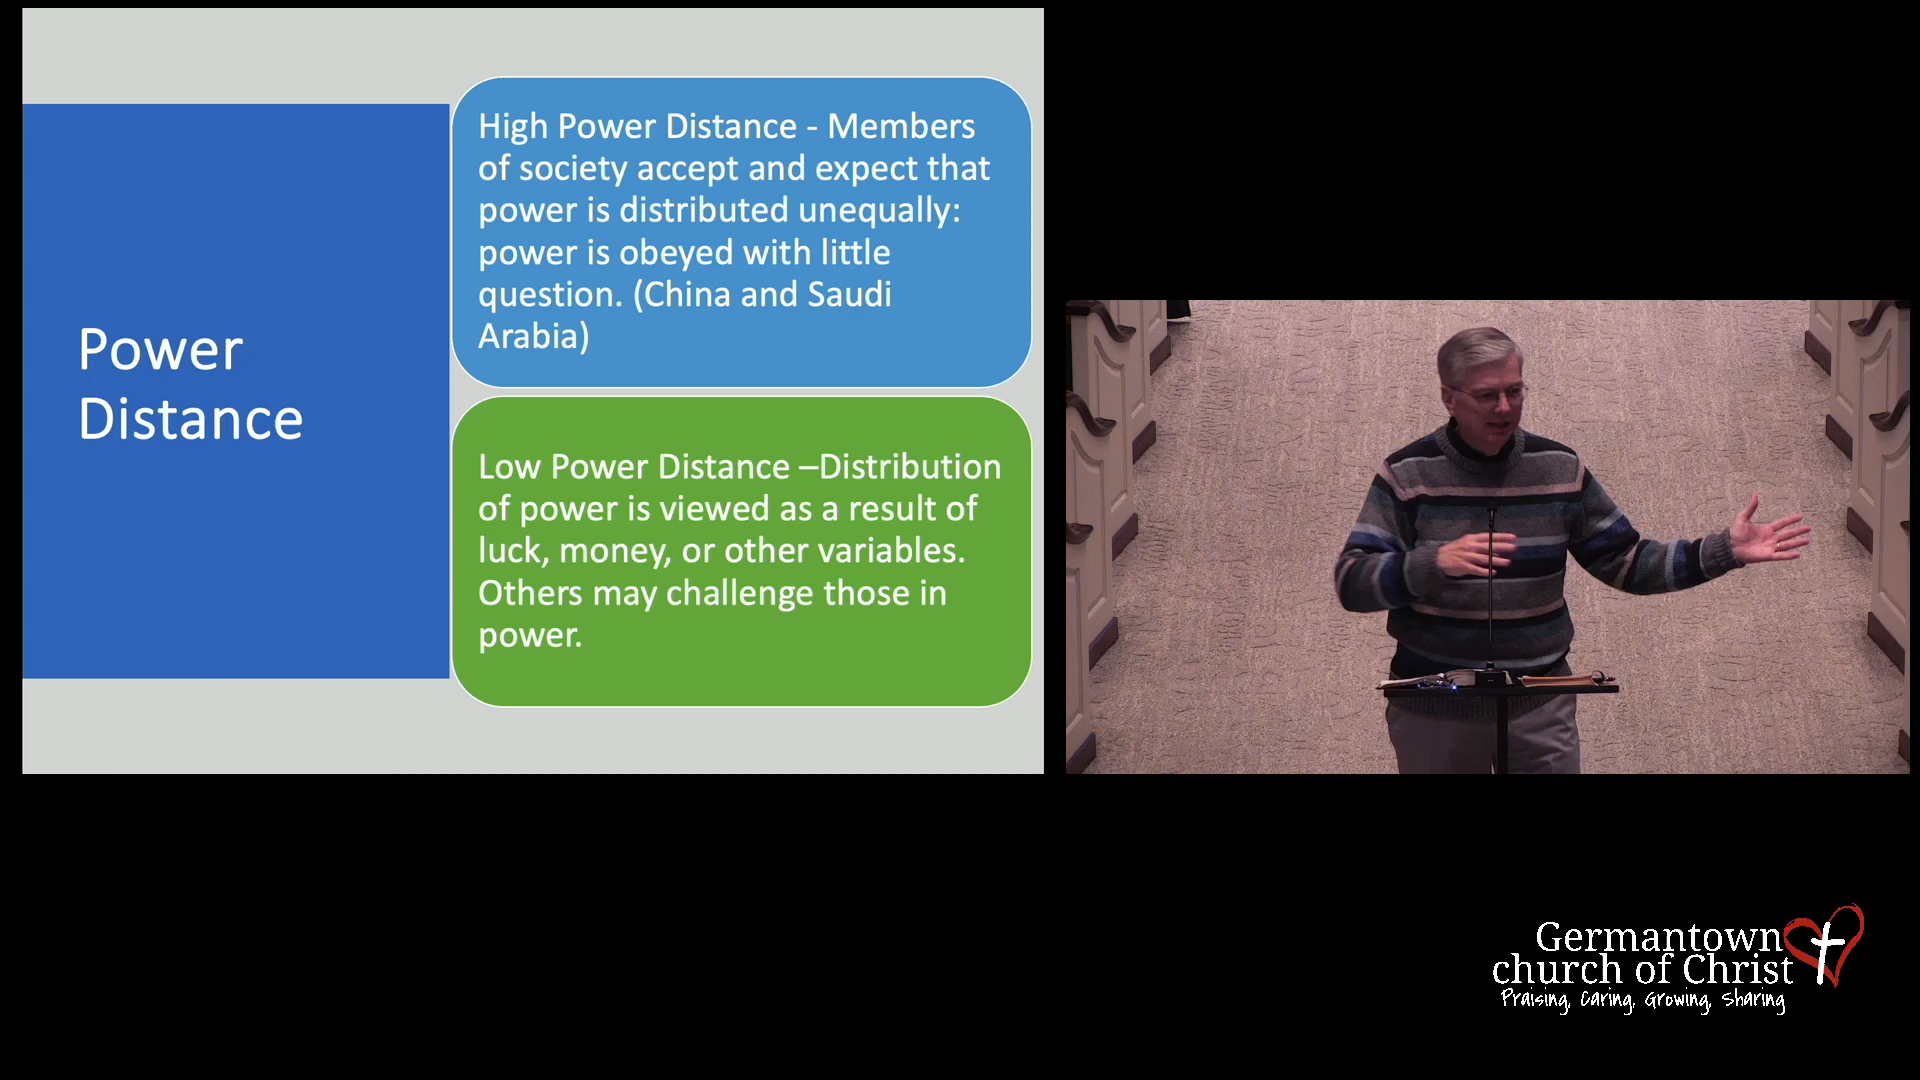 Power
Distance
High Power Distance - Members
of society accept and expect that
power is distributed unequally:
power is obeyed with little
question. (China and Saudi
Arabia)
Low Power Distance –Distribution
of power is viewed as a result of
luck, money, or other variables.
Others may challenge those in
power.
Germantown
church of Christ
Praising, Caring, Growing, Sharing